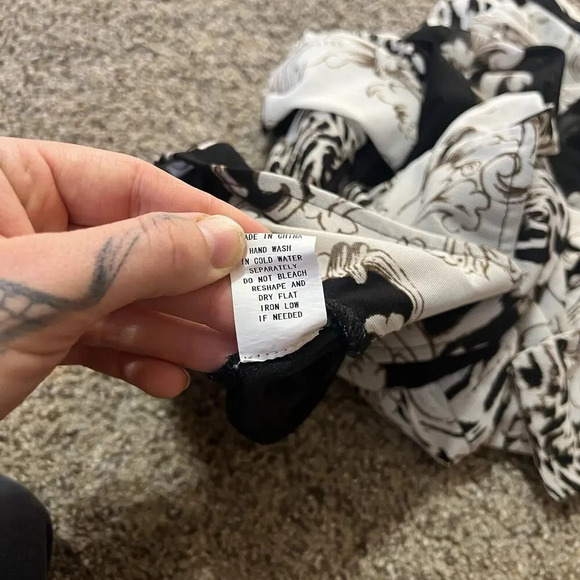 MADE IN CHINA
HAND WASH
IN COLD WATER
SEPARATELY
DO NOT BLEACH
RESHAPE AND
DRY FLAT
IRON LOW
IF NEEDED